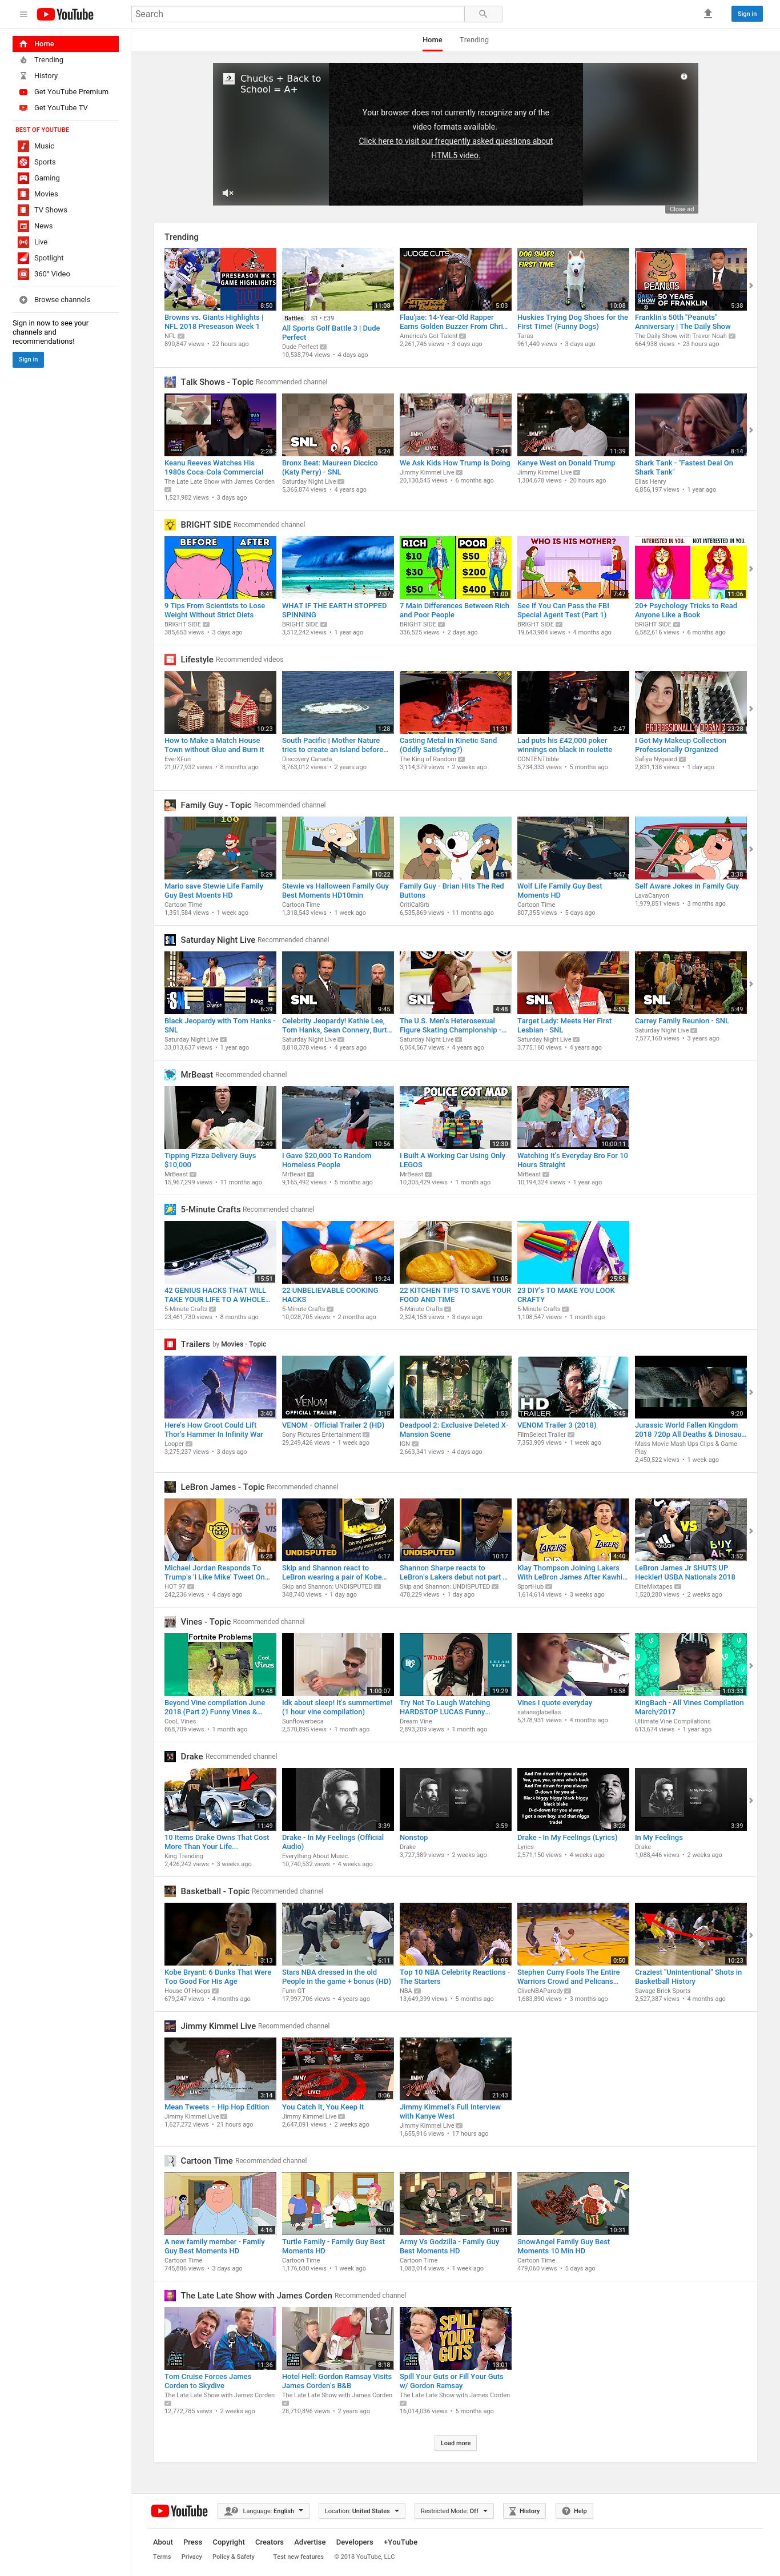 YouTube
Search
Sign in
Home
Trending
History
Get YouTube Premium
Get YouTube TV
BEST OF YOUTUBE
Music
Sports
Gaming
Movies
TV Shows
News
Live
Spotlight
360° Video
Browse channels
Sign in now to see your
channels and
recommendations!
Sign in
Home Trending
Chucks + Back to
School = A+
Your browser does not currently recognize any of the
video formats available.
Click here to visit our frequently asked questions about
HTML5 video.
Close ad
Trending
Browns vs. Giants Highlights |
NFL 2018 Preseason Week 1
NFL
890,847 views • 22 hours ago
Battles S1 • E39
All Sports Golf Battle 3 | Dude
Perfect
Dude Perfect
10,538,794 views • 4 days ago
Flau'jae: 14-Year-Old Rapper
Earns Golden Buzzer From Chri...
America's Got Talent
2,261,746 views • 3 days ago
Huskies Trying Dog Shoes for the
First Time! (Funny Dogs)
Taras
961,440 views • 3 days ago
Franklin's 50th "Peanuts"
Anniversary | The Daily Show
The Daily Show with Trevor Noah
664,938 views • 23 hours ago
Talk Shows - Topic Recommended channel
Keanu Reeves Watches His
1980s Coca-Cola Commercial
The Late Late Show with James Corden
1,521,982 views • 3 days ago
Bronx Beat: Maureen Diccico
(Katy Perry) - SNL
Saturday Night Live
5,365,874 views • 4 years ago
We Ask Kids How Trump is Doing
Jimmy Kimmel Live
20,130,545 views • 6 months ago
Kanye West on Donald Trump
Jimmy Kimmel Live
1,304,678 views • 20 hours ago
Shark Tank - "Fastest Deal On
Shark Tank"
Elias Henry
6,856,197 views • 1 year ago
BRIGHT SIDE Recommended channel
9 Tips From Scientists to Lose
Weight Without Strict Diets
BRIGHT SIDE
385,653 views • 3 days ago
WHAT IF THE EARTH STOPPED
SPINNING
BRIGHT SIDE
3,512,242 views • 1 year ago
7 Main Differences Between Rich
and Poor People
BRIGHT SIDE
336,525 views • 2 days ago
See If You Can Pass the FBI
Special Agent Test (Part 1)
BRIGHT SIDE
19,643,984 views • 4 months ago
20+ Psychology Tricks to Read
Anyone Like a Book
BRIGHT SIDE
6,582,616 views • 6 months ago
Lifestyle Recommended videos
How to Make a Match House
Town without Glue and Burn it
EverXFun
21,077,932 views • 8 months ago
South Pacific | Mother Nature
tries to create an island before...
Discovery Canada
8,763,012 views • 2 years ago
Casting Metal in Kinetic Sand
(Oddly Satisfying?)
The King of Random
3,114,379 views • 2 weeks ago
Lad puts his £42,000 poker
winnings on black in roulette
CONTENTbible
5,734,333 views • 5 months ago
I Got My Makeup Collection
Professionally Organized
Safiya Nygaard
2,831,138 views • 1 day ago
Family Guy - Topic Recommended channel
Mario save Stewie Life Family
Guy Best Moents HD
Cartoon Time
1,351,584 views • 1 week ago
Stewie vs Halloween Family Guy
Best Moments HD10min
Cartoon Time
1,318,543 views • 1 week ago
Family Guy - Brian Hits The Red
Buttons
CritiCalSrb
6,535,869 views • 11 months ago
Wolf Life Family Guy Best
Moments HD
Cartoon Time
807,355 views • 5 days ago
Self Aware Jokes in Family Guy
LavaCanyon
1,979,851 views • 3 months ago
Saturday Night Live Recommended channel
Black Jeopardy with Tom Hanks -
SNL
Saturday Night Live
33,013,637 views • 1 year ago
Celebrity Jeopardy! Kathie Lee,
Tom Hanks, Sean Connery, Burt...
Saturday Night Live
8,818,378 views • 4 years ago
The U.S. Men's Heterosexual
Figure Skating Championship -...
Saturday Night Live
6,054,567 views • 4 years ago
Target Lady: Meets Her First
Lesbian - SNL
Saturday Night Live
3,775,160 views • 4 years ago
Carrey Family Reunion - SNL
Saturday Night Live
7,577,160 views • 3 years ago
MrBeast Recommended channel
Tipping Pizza Delivery Guys
$10,000
MrBeast
15,967,299 views • 11 months ago
I Gave $20,000 To Random
Homeless People
MrBeast
9,165,492 views • 5 months ago
I Built A Working Car Using Only
LEGOS
MrBeast
10,305,429 views • 1 month ago
Watching It's Everyday Bro For 10
Hours Straight
MrBeast
10,194,324 views • 1 year ago
5-Minute Crafts Recommended channel
42 GENIUS HACKS THAT WILL
TAKE YOUR LIFE TO A WHOLE...
5-Minute Crafts
23,461,730 views • 8 months ago
22 UNBELIEVABLE COOKING
HACKS
5-Minute Crafts
10,028,705 views • 2 months ago
22 KITCHEN TIPS TO SAVE YOUR
FOOD AND TIME
5-Minute Crafts
2,324,158 views • 3 days ago
23 DIY's TO MAKE YOU LOOK
CRAFTY
5-Minute Crafts
1,108,547 views • 1 month ago
Trailers by Movies - Topic
Here's How Groot Could Lift
Thor's Hammer In Infinity War
Looper
3,275,237 views • 3 days ago
VENOM - Official Trailer 2 (HD)
Sony Pictures Entertainment
29,249,426 views • 1 week ago
Deadpool 2: Exclusive Deleted X-
Mansion Scene
IGN
2,663,341 views • 4 days ago
VENOM Trailer 3 (2018)
FilmSelect Trailer
7,353,909 views • 1 week ago
Jurassic World Fallen Kingdom
2018 720p All Deaths & Dinosau...
Mass Movie Mash Ups Clips & Game
Play
2,450,522 views • 1 week ago
LeBron James - Topic Recommended channel
Michael Jordan Responds To
Trump's 'I Like Mike' Tweet On...
HOT 97
242,236 views • 4 days ago
Skip and Shannon react to
LeBron wearing a pair of Kobe...
Skip and Shannon: UNDISPUTED
348,740 views • 1 day ago
Shannon Sharpe reacts to
LeBron's Lakers debut not part ...
Skip and Shannon: UNDISPUTED
478,229 views • 1 day ago
Klay Thompson Joining Lakers
With LeBron James After Kawhi...
SportHub
1,614,614 views • 3 weeks ago
LeBron James Jr SHUTS UP
Heckler! USBA Nationals 2018
EliteMixtapes
1,520,280 views • 2 weeks ago
Vines - Topic Recommended channel
Beyond Vine compilation June
2018 (Part 2) Funny Vines &...
CooL Vines
868,709 views • 1 month ago
Idk about sleep! It's summertime!
(1 hour vine compilation)
Sunflowerbeca
2,570,895 views • 1 month ago
Try Not To Laugh Watching
HARDSTOP LUCAS Funny...
Dream Vine
2,893,209 views • 1 month ago
Vines I quote everyday
satansglabellas
5,378,931 views • 4 months ago
KingBach - All Vines Compilation
March/2017
Ultimate Vine Compilations
613,674 views • 1 year ago
Drake Recommended channel
10 Items Drake Owns That Cost
More Than Your Life...
King Trending
2,426,242 views • 3 weeks ago
Drake - In My Feelings (Official
Audio)
Everything About Music.
10,740,532 views • 4 weeks ago
Nonstop
Drake
3,727,389 views • 2 weeks ago
Drake - In My Feelings (Lyrics)
Lyrics
2,571,150 views • 4 weeks ago
In My Feelings
Drake
1,088,446 views • 2 weeks ago
Basketball - Topic Recommended channel
Kobe Bryant: 6 Dunks That Were
Too Good For His Age
House Of Hoops
679,247 views • 4 months ago
Stars NBA dressed in the old
People in the game + bonus (HD)
Funn GT
17,997,706 views • 4 years ago
Top 10 NBA Celebrity Reactions -
The Starters
NBA
13,649,399 views • 5 months ago
Stephen Curry Fools The Entire
Warriors Crowd and Pelicans...
CliveNBAParody
1,683,890 views • 3 months ago
Craziest "Unintentional" Shots in
Basketball History
Savage Brick Sports
2,527,387 views • 4 months ago
Jimmy Kimmel Live Recommended channel
Mean Tweets – Hip Hop Edition
Jimmy Kimmel Live
1,627,272 views • 21 hours ago
You Catch It, You Keep It
Jimmy Kimmel Live
2,647,091 views • 2 weeks ago
Jimmy Kimmel's Full Interview
with Kanye West
Jimmy Kimmel Live
1,655,916 views • 17 hours ago
Cartoon Time Recommended channel
A new family member - Family
Guy Best Moments HD
Cartoon Time
745,886 views • 3 days ago
Turtle Family - Family Guy Best
Moments HD
Cartoon Time
1,176,680 views • 1 week ago
Army Vs Godzilla - Family Guy
Best Moments HD
Cartoon Time
1,083,014 views • 1 week ago
SnowAngel Family Guy Best
Moments 10 Min HD
Cartoon Time
479,060 views • 5 days ago
The Late Late Show with James Corden Recommended channel
Tom Cruise Forces James
Corden to Skydive
The Late Late Show with James Corden
12,772,785 views • 2 weeks ago
Hotel Hell: Gordon Ramsay Visits
James Corden's B&B
The Late Late Show with James Corden
28,710,896 views • 2 years ago
Spill Your Guts or Fill Your Guts
w/ Gordon Ramsay
The Late Late Show with James Corden
16,014,036 views • 5 months ago
Load more
YouTube
Language: English
Location: United States
Restricted Mode: Off
History
Help
About Press Copyright Creators Advertise Developers +YouTube
Terms Privacy Policy & Safety Test new features © 2018 YouTube, LLC